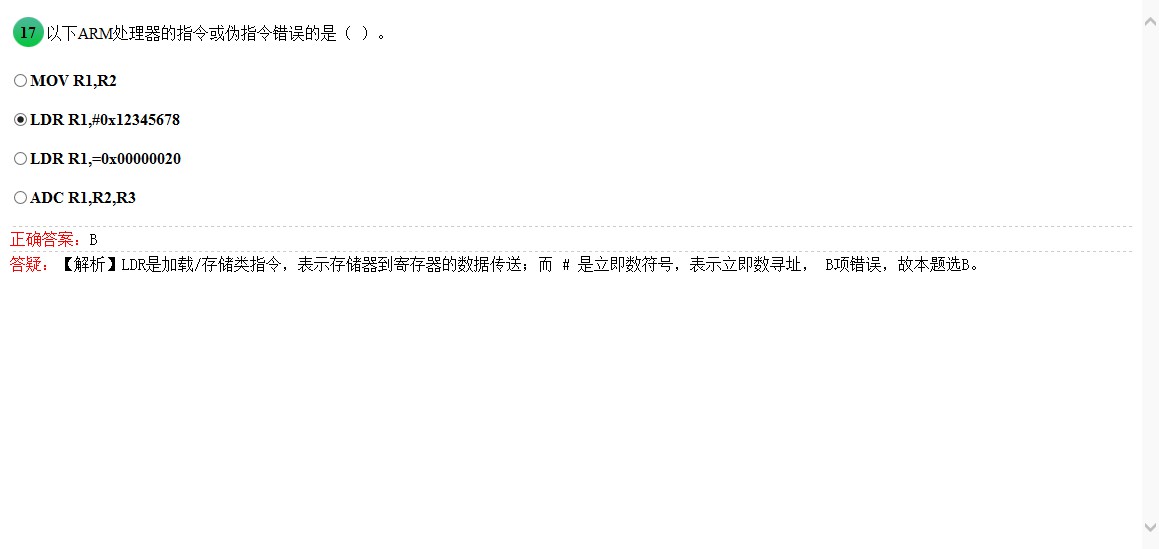 17 以下ARM处理器的指令或伪指令错误的是（ ）。
MOV R1,R2
LDR R1,#0x12345678
LDR R1,=0x00000020
ADC R1,R2,R3
正确答案：B
答疑：【解析】LDR是加载/存储类指令，表示存储器到寄存器的数据传送；而 # 是立即数符号，表示立即数寻址， B项错误，故本题选B。